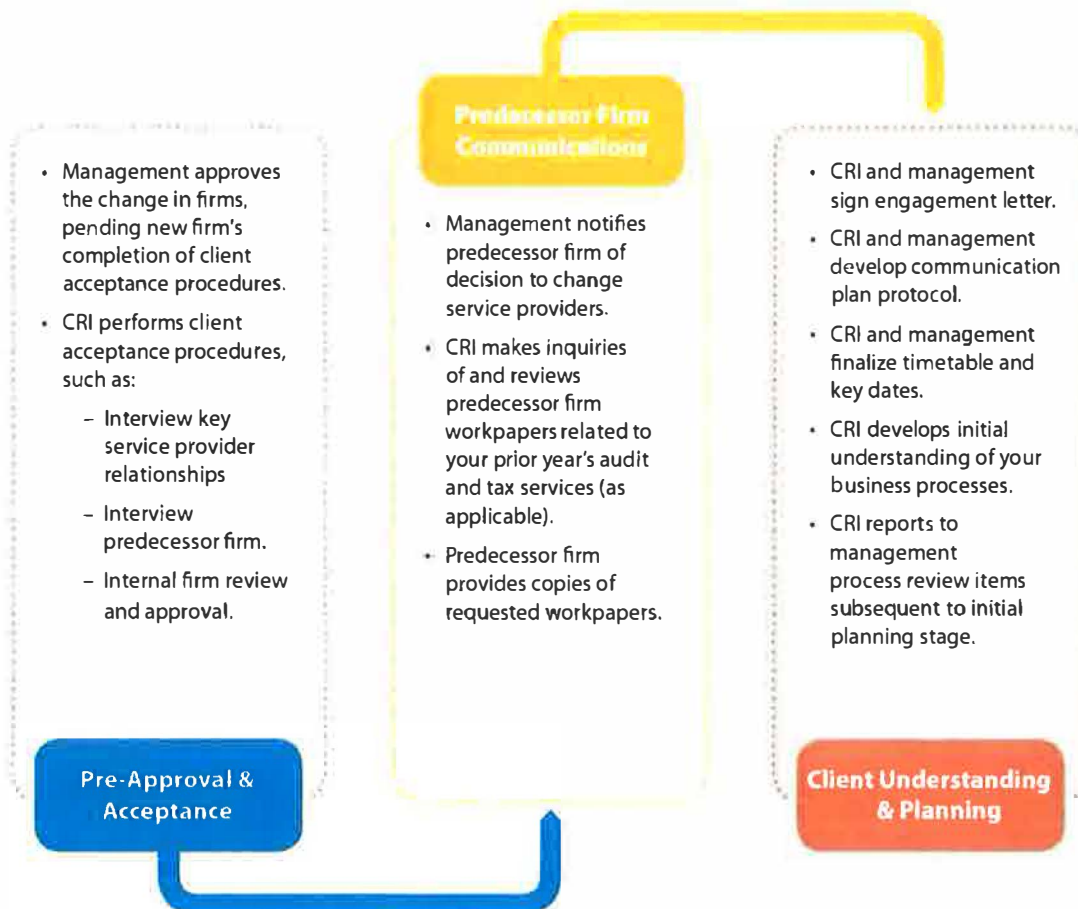 • Management approves
the change in firms,
pending new firm's
completion of client
acceptance procedures.
• CRI performs client
acceptance procedures,
such as:
– Interview key
service provider
relationships
– Interview
predecessor firm.
– Internal firm review
and approval.
Pre-Approval &
Acceptance
Predecessor Firm
Communications
• Management notifies
predecessor firm of
decision to change
service providers.
• CRI makes inquiries
of and reviews
predecessor firm
workpapers related to
your prior year's audit
and tax services (as
applicable).
• Predecessor firm
provides copies of
requested workpapers.
• CRI and management
sign engagement letter.
• CRI and management
develop communication
plan protocol.
• CRI and management
finalize timetable and
key dates.
• CRI develops initial
understanding of your
business processes.
• CRI reports to
management
process review items
subsequent to initial
planning stage.
Client Understanding
& Planning